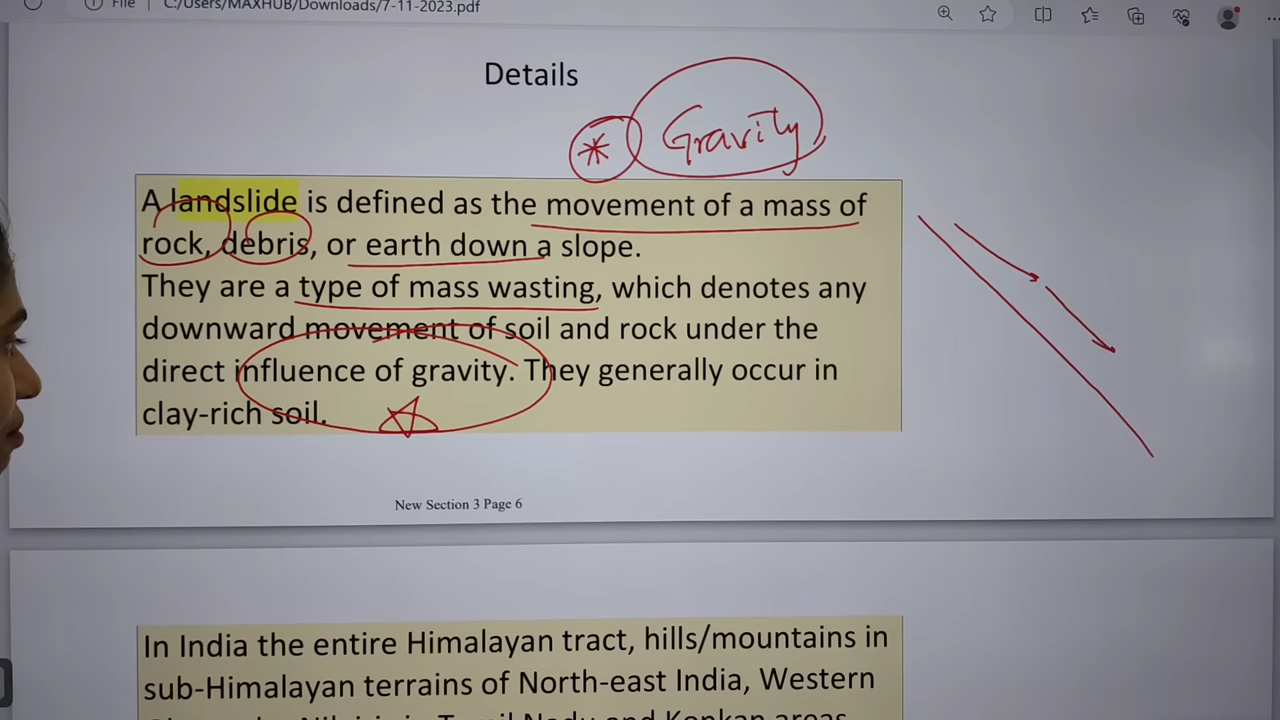 File | C:/Users/MAXHUB/Downloads/7-11-2023.pdf
Details
* Gravity
A landslide is defined as the movement of a mass of
rock, debris, or earth down a slope.
They are a type of mass wasting, which denotes any
downward movement of soil and rock under the
direct influence of gravity. They generally occur in
clay-rich soil.
New Section 3 Page 6
In India the entire Himalayan tract, hills/mountains in
sub-Himalayan terrains of North-east India, Western